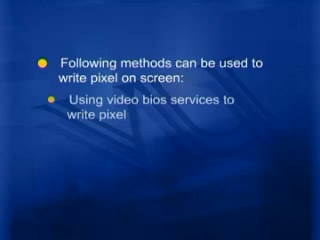 Following methods can be used to
write pixel on screen:
Using video bios services to
write pixel